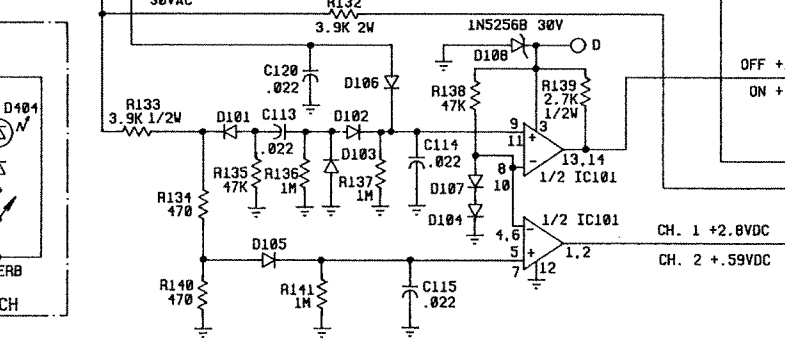 30VAC
R132
3.9K 2W
1N5256B 30V
D
D108
C120
.022
D106
R138
47K
R139
2.7K
1/2W
OFF +
ON +
D404
R133
3.9K 1/2W
D101
C113
.022
D102
9
11
3
C114
.022
13,14
R135
47K
R136
1M
D103
R137
1M
8
10
1/2 IC101
R134
470
D107
D104
1/2 IC101
4,6
5
7
12
1,2
CH. 1 +2.8VDC
CH. 2 +.59VDC
D105
ERB
R140
470
R141
1M
C115
.022
CH